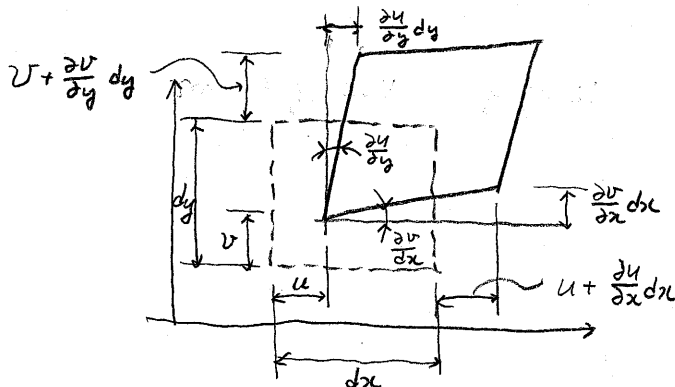 ∂u/∂y dy
v + ∂v/∂y dy
∂u/∂y
dy
v
∂v/∂x
∂v/∂x dx
u
u + ∂u/∂x dx
dx